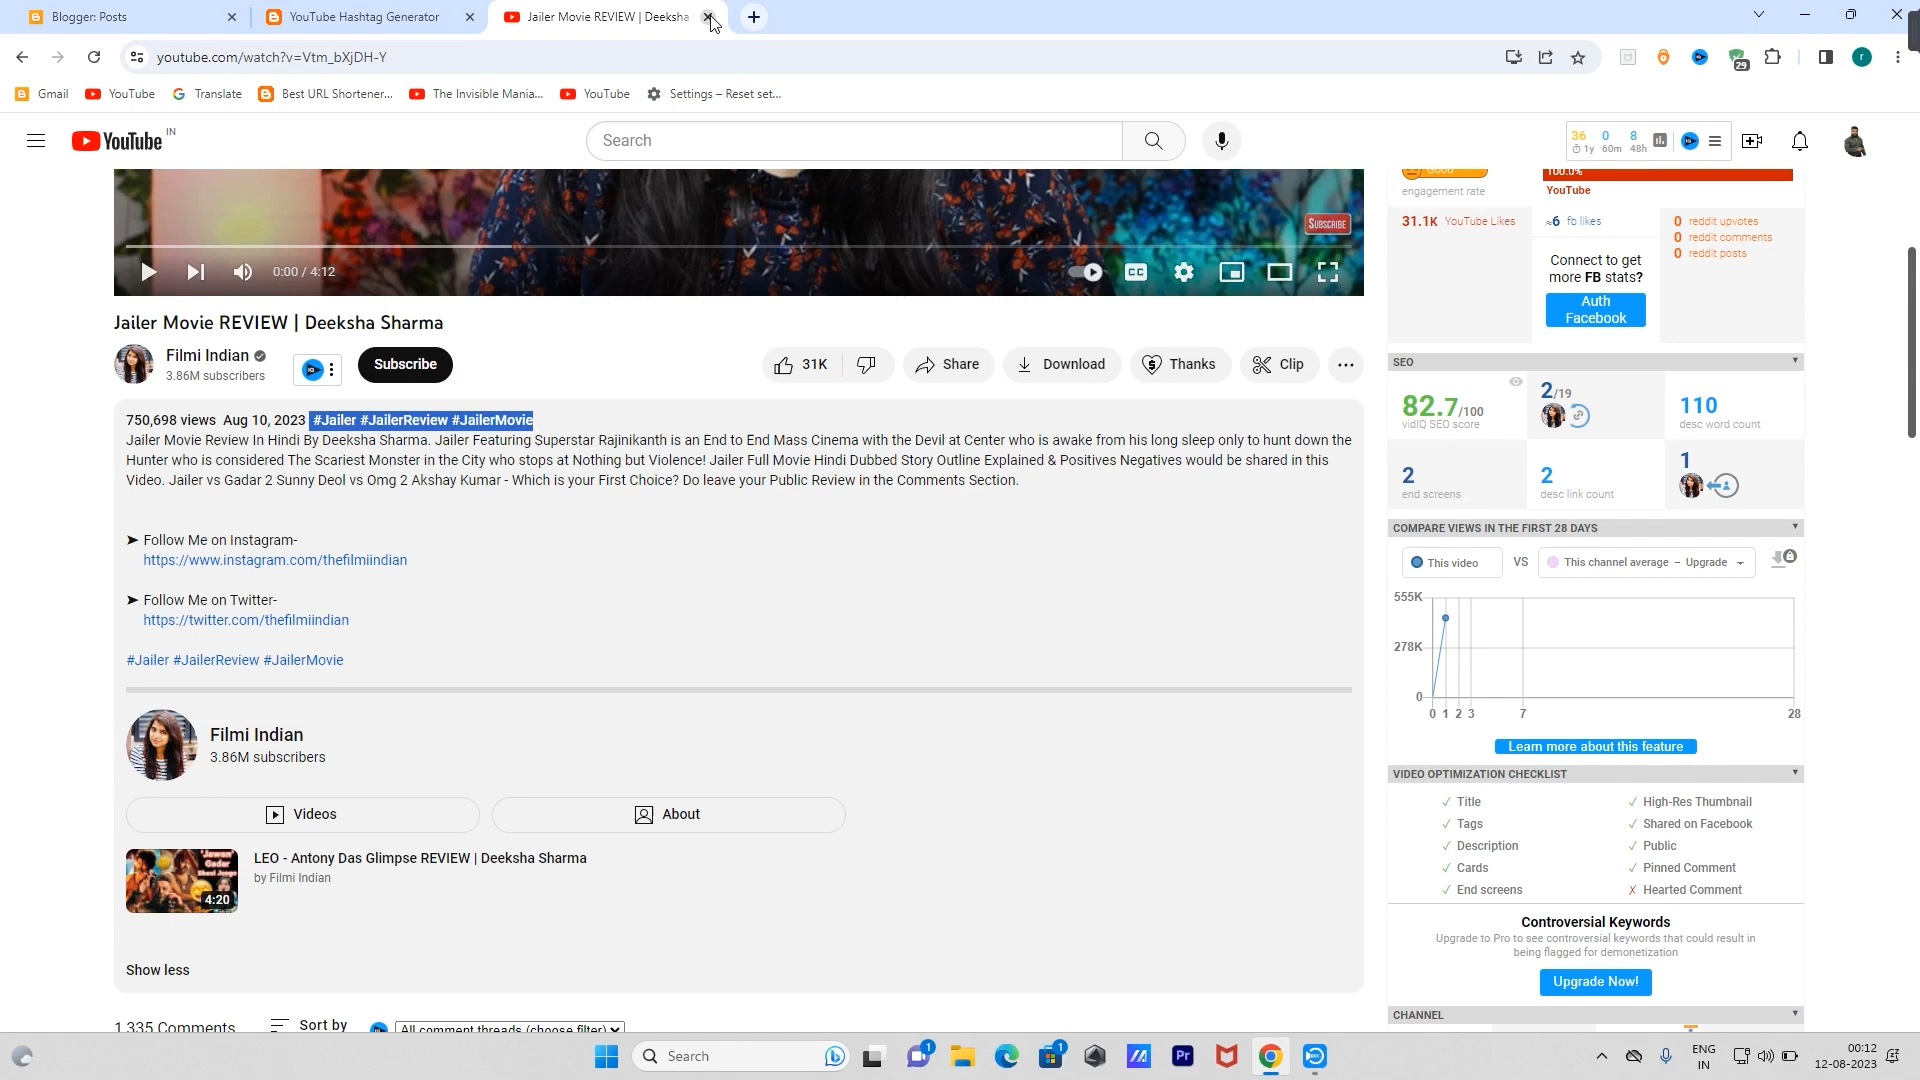 Blogger: Posts
YouTube Hashtag Generator
Jailer Movie REVIEW | Deeksha
youtube.com/watch?v=Vtm_bXjDH-Y
29
r
Gmail
YouTube
Translate
Best URL Shortener...
The Invisible Mania...
YouTube
Settings – Reset set...
YouTube IN
Search
36 0 8
1y 60m 48h
SUBSCRIBE
0:00 / 4:12
CC
Good
engagement rate
100.0%
YouTube
31.1K YouTube Likes
≈6 fb likes
0 reddit upvotes
0 reddit comments
0 reddit posts
Connect to get
more FB stats?
Auth
Facebook
Jailer Movie REVIEW | Deeksha Sharma
Filmi Indian
3.86M subscribers
Subscribe
31K
Share
Download
Thanks
Clip
750,698 views Aug 10, 2023 #Jailer #JailerReview #JailerMovie
Jailer Movie Review In Hindi By Deeksha Sharma. Jailer Featuring Superstar Rajinikanth is an End to End Mass Cinema with the Devil at Center who is awake from his long sleep only to hunt down the
Hunter who is considered The Scariest Monster in the City who stops at Nothing but Violence! Jailer Full Movie Hindi Dubbed Story Outline Explained & Positives Negatives would be shared in this
Video. Jailer vs Gadar 2 Sunny Deol vs Omg 2 Akshay Kumar - Which is your First Choice? Do leave your Public Review in the Comments Section.
➤ Follow Me on Instagram-
https://www.instagram.com/thefilmiindian
➤ Follow Me on Twitter-
https://twitter.com/thefilmiindian
#Jailer #JailerReview #JailerMovie
Filmi Indian
3.86M subscribers
Videos
About
4:20
LEO - Antony Das Glimpse REVIEW | Deeksha Sharma
by Filmi Indian
Show less
1,335 Comments
Sort by
All comment threads (choose filter)
SEO
82.7/100
vidIQ SEO score
2/19
110
desc word count
2
end screens
2
desc link count
1
COMPARE VIEWS IN THE FIRST 28 DAYS
This video
VS
This channel average – Upgrade
555K
278K
0
0 1 2 3 7 28
Learn more about this feature
VIDEO OPTIMIZATION CHECKLIST
✓ Title
✓ High-Res Thumbnail
✓ Tags
✓ Shared on Facebook
✓ Description
✓ Public
✓ Cards
✓ Pinned Comment
✓ End screens
✗ Hearted Comment
Controversial Keywords
Upgrade to Pro to see controversial keywords that could result in
being flagged for demonetization
Upgrade Now!
CHANNEL
Search
1
1
Pr
ENG
IN
00:12
12-08-2023